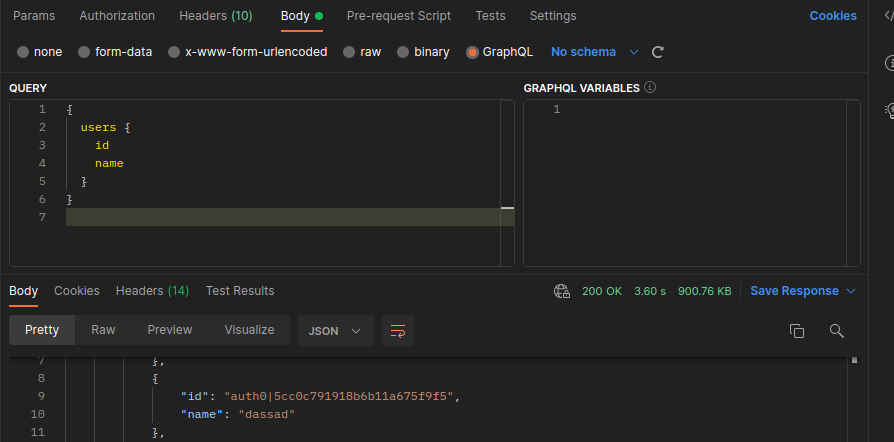 Params Authorization Headers (10) Body Pre-request Script Tests Settings Cookies
none form-data x-www-form-urlencoded raw binary GraphQL No schema
QUERY GRAPHQL VARIABLES
1 { 1
2 users {
3 id
4 name
5 }
6 }
7
Body Cookies Headers (14) Test Results 200 OK 3.60 s 900.76 KB Save Response
Pretty Raw Preview Visualize JSON
7 },
8 {
9 "id": "auth0|5cc0c791918b6b11a675f9f5",
10 "name": "dassad"
11 },